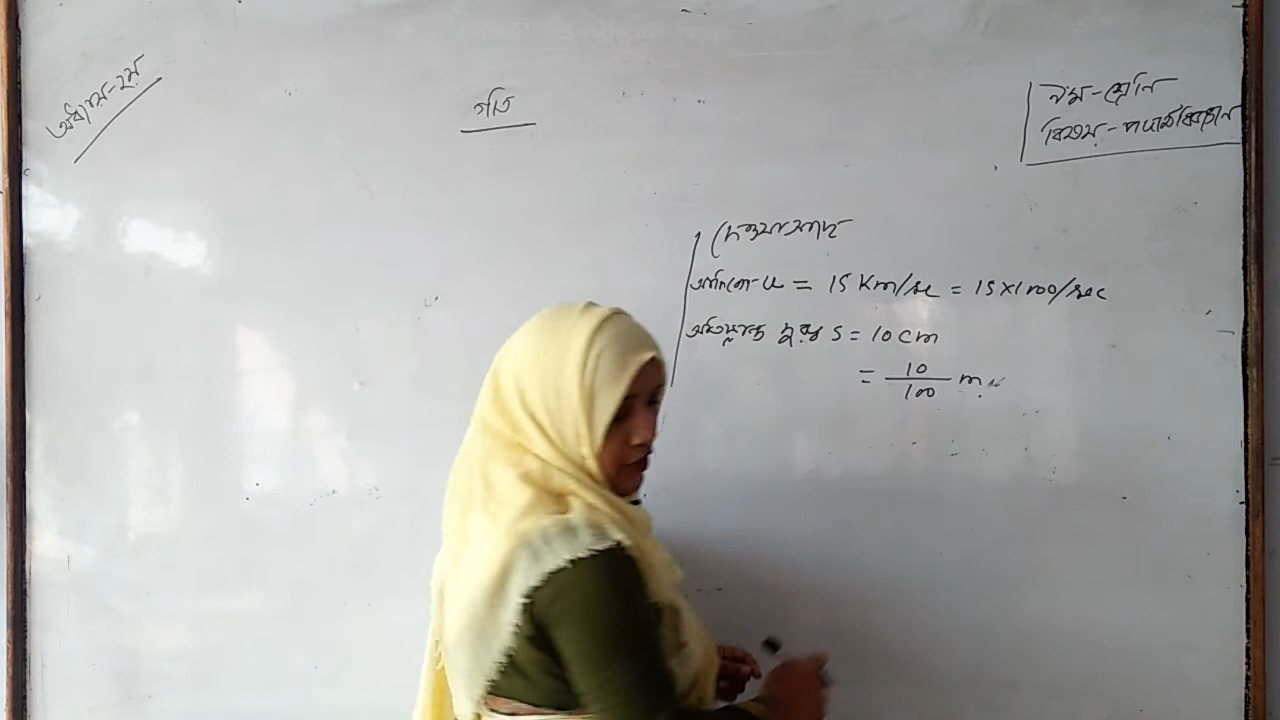 অধ্যায়-২য়
গতি
৯ম-শ্রেনি
বিষয়-পদার্থবিজ্ঞান
দেওয়াআছে
আদিবেগ-u = 15 Km/sec = 15×1000/sec
অতিক্রান্ত দূরত্ব S = 10 cm
= 10/100 m